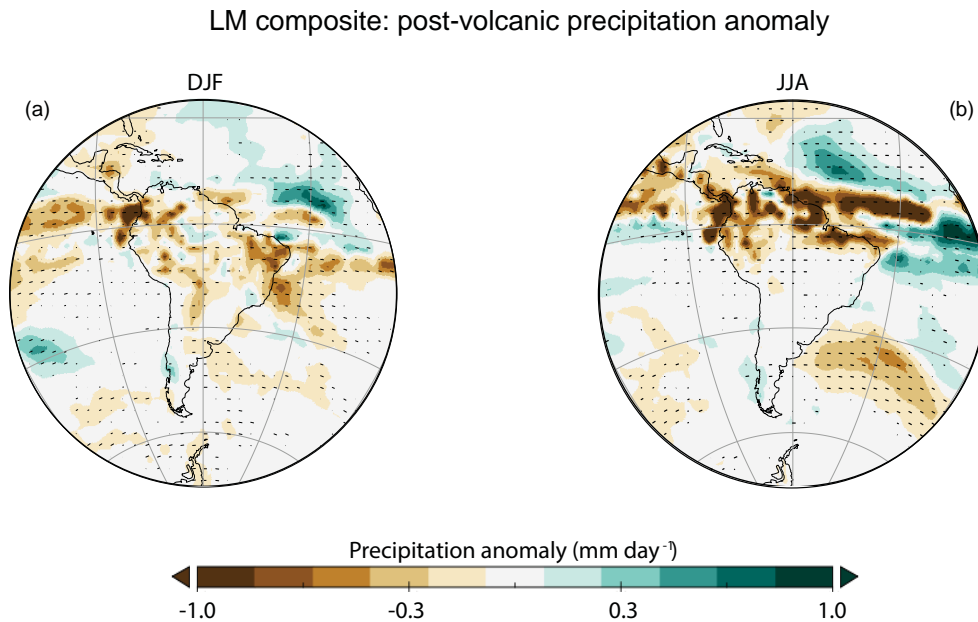 LM composite: post-volcanic precipitation anomaly
DJF
JJA
(a)
(b)
Precipitation anomaly (mm day⁻¹)
-1.0 -0.3 0.3 1.0